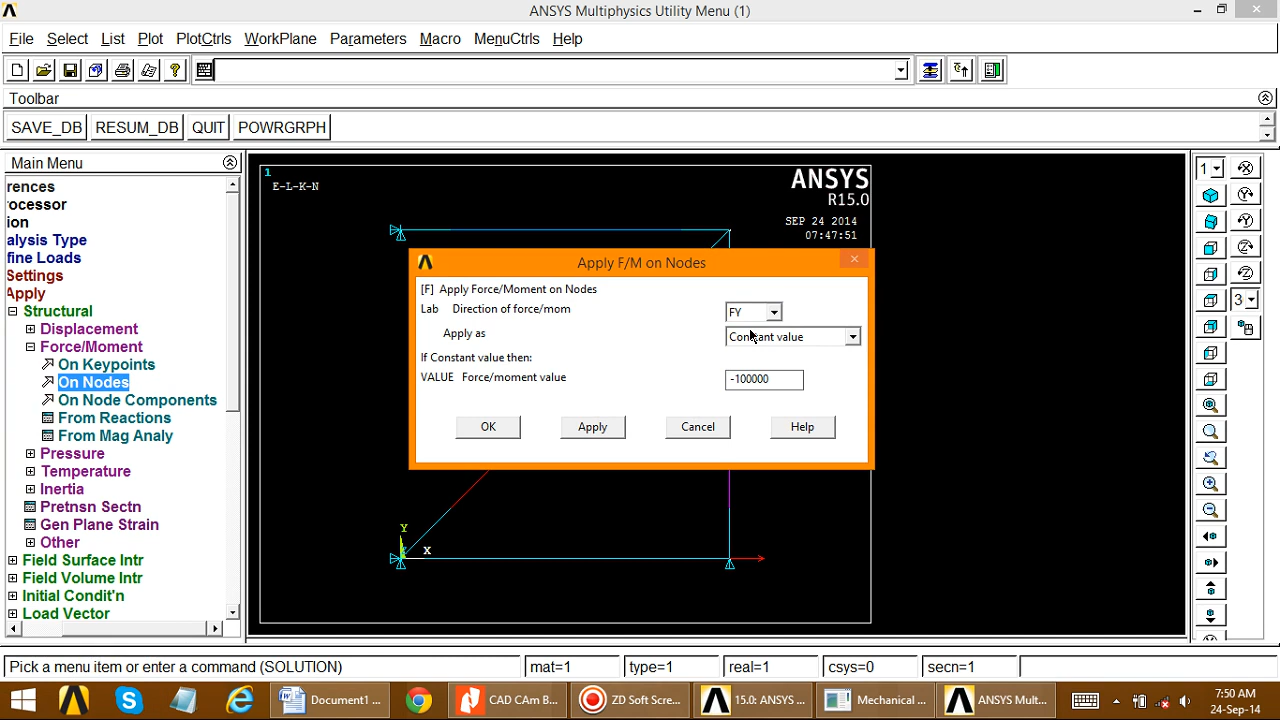 ANSYS Multiphysics Utility Menu (1)
File Select List Plot PlotCtrls WorkPlane Parameters Macro MenuCtrls Help
Toolbar
SAVE_DB RESUM_DB QUIT POWRGRPH
Main Menu
rences
ocessor
ion
alysis Type
fine Loads
Settings
Apply
Structural
Displacement
Force/Moment
On Keypoints
On Nodes
On Node Components
From Reactions
From Mag Analy
Pressure
Temperature
Inertia
Pretnsn Sectn
Gen Plane Strain
Other
Field Surface Intr
Field Volume Intr
Initial Condit'n
Load Vector
1
E-L-K-N
ANSYS
R15.0
SEP 24 2014
07:47:51
Apply F/M on Nodes
[F] Apply Force/Moment on Nodes
Lab Direction of force/mom FY
Apply as Constant value
If Constant value then:
VALUE Force/moment value -100000
OK Apply Cancel Help
Y
X
1
3
Pick a menu item or enter a command (SOLUTION) mat=1 type=1 real=1 csys=0 secn=1
Document1 ... CAD CAm B... ZD Soft Scre... 15.0: ANSYS ... Mechanical ... ANSYS Mult... 7:50 AM
24-Sep-14